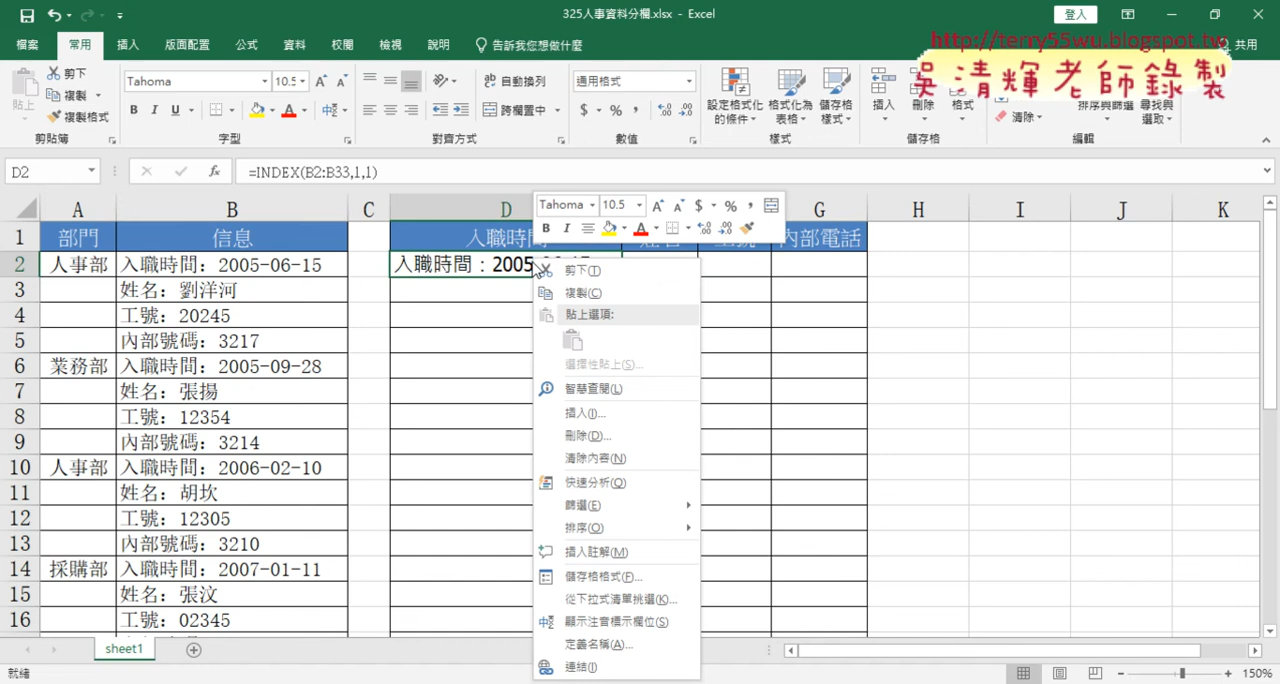 325人事資料分欄.xlsx - Excel
登入
檔案 常用 插入 版面配置 公式 資料 校閱 檢視 說明 告訴我您想做什麼 共用
http://terry55wu.blogspot.tw
吳清輝老師錄製
貼上 剪下 複製 複製格式
Tahoma 10.5 B I U
自動換列 跨欄置中
通用格式 $ % ,
設定格式化的條件 格式化為表格 儲存格樣式
插入 刪除 格式
清除 排序與篩選 尋找與選取
剪貼簿 字型 對齊方式 數值 樣式 儲存格 編輯
D2 fx =INDEX(B2:B33,1,1)
Tahoma 10.5 $ % ,
B I A
A B C D G H I J K
1 部門 信息 入職時間 內部電話
2 人事部 入職時間: 2005-06-15 入職時間:2005
3 姓名: 劉洋河
4 工號: 20245
5 內部號碼: 3217
6 業務部 入職時間: 2005-09-28
7 姓名: 張揚
8 工號: 12354
9 內部號碼: 3214
10 人事部 入職時間: 2006-02-10
11 姓名: 胡坎
12 工號: 12305
13 內部號碼: 3210
14 採購部 入職時間: 2007-01-11
15 姓名: 張汶
16 工號: 02345
剪下(T)
複製(C)
貼上選項:
選擇性貼上(S)...
智慧查閱(L)
插入(I)...
刪除(D)...
清除內容(N)
快速分析(Q)
篩選(E)
排序(O)
插入註解(M)
儲存格格式(F)...
從下拉式清單挑選(K)...
顯示注音標示欄位(S)
定義名稱(A)...
連結(I)
sheet1
就緒
150%